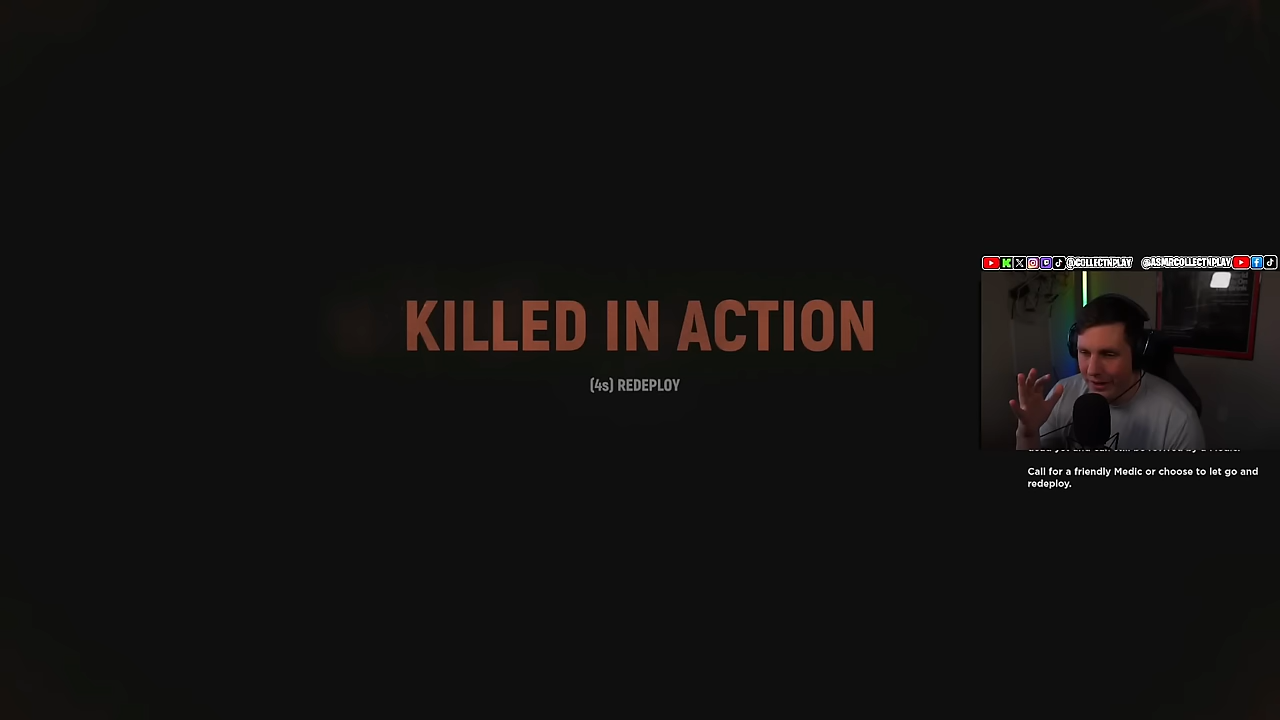 @COLLECTNPLAY @ASMRCOLLECTNPLAY
KILLED IN ACTION
(4s) REDEPLOY
Call for a friendly Medic or choose to let go and
redeploy.